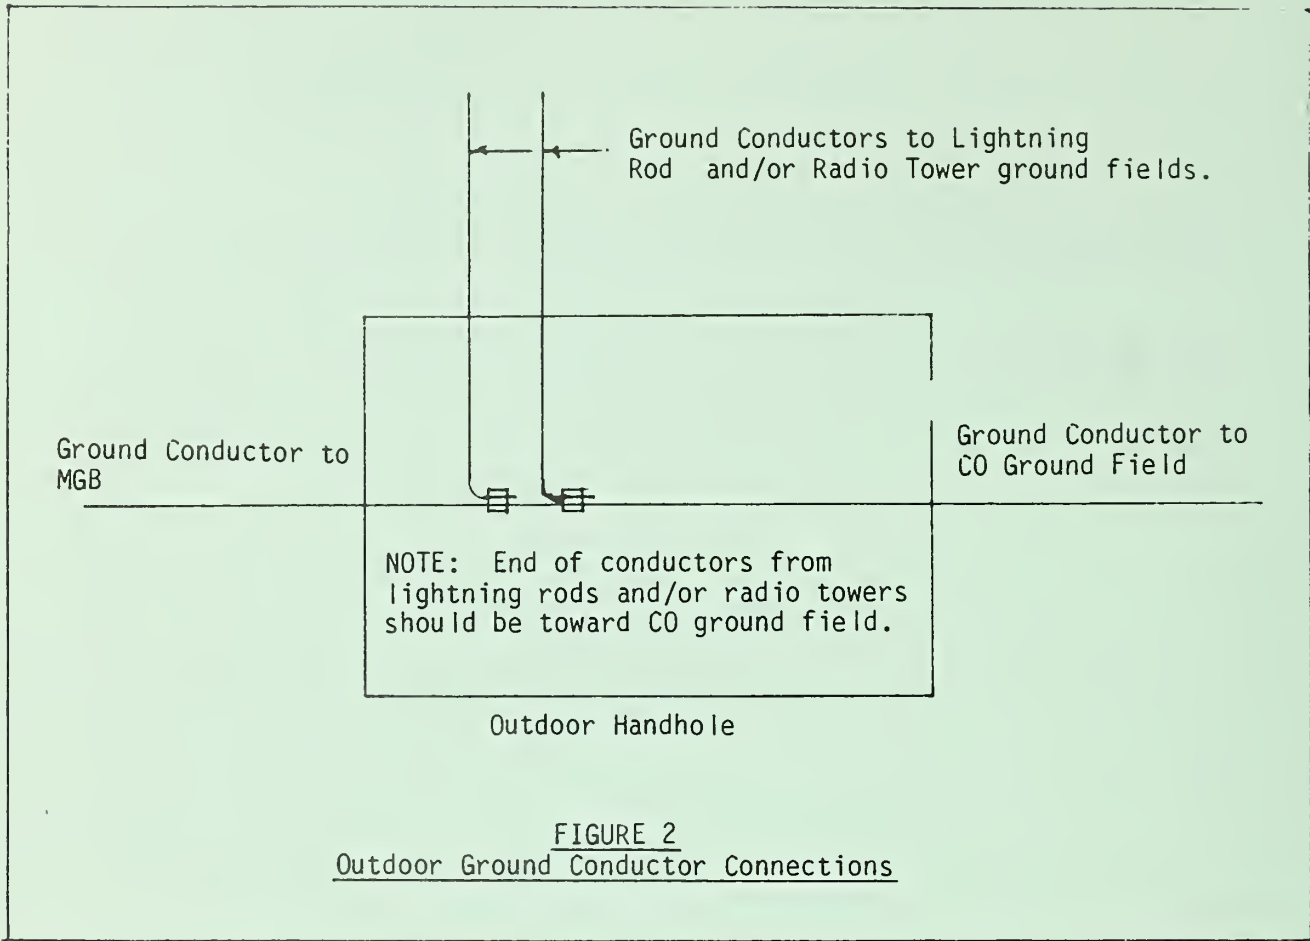 Ground Conductors to Lightning
Rod and/or Radio Tower ground fields.
Ground Conductor to
MGB
Ground Conductor to
CO Ground Field
NOTE: End of conductors from
lightning rods and/or radio towers
should be toward CO ground field.
Outdoor Handhole
FIGURE 2
Outdoor Ground Conductor Connections